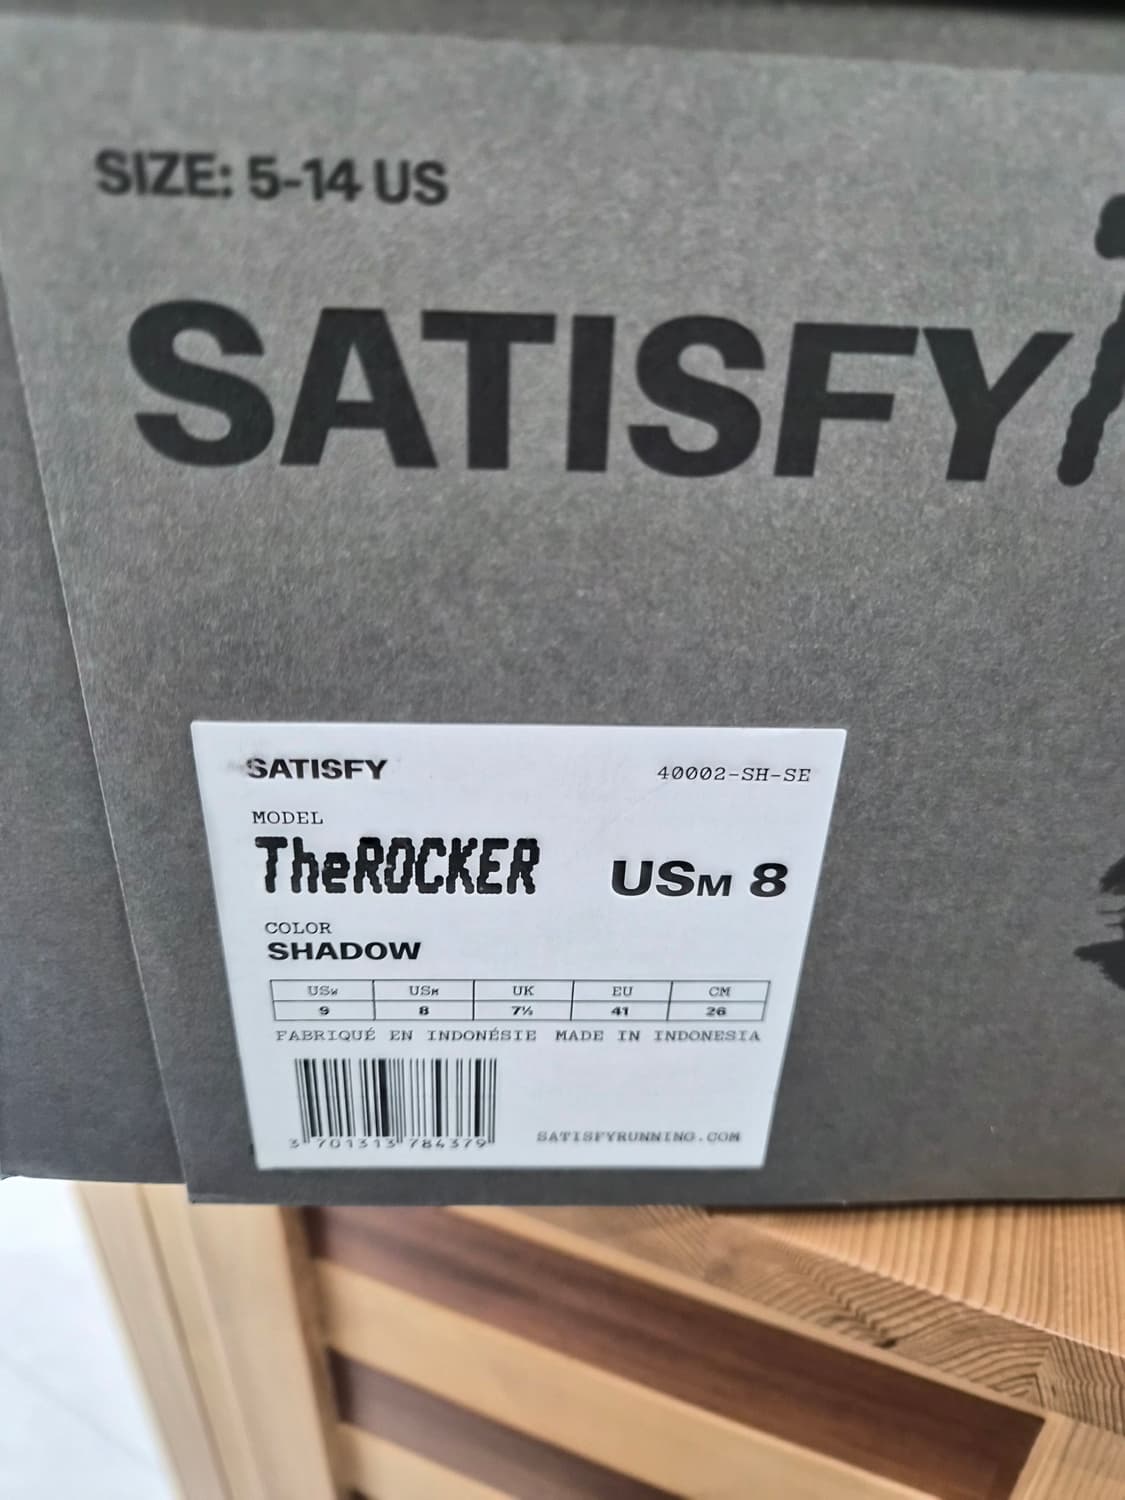 SIZE: 5-14 US
SATISFY
SATISFY 40002-SH-SE
MODEL
TheROCKER USM 8
COLOR
SHADOW
USW USM UK EU CM
9 8 7½ 41 26
FABRIQUÉ EN INDONÉSIE MADE IN INDONESIA
3 701313 784379
SATISFYRUNNING.COM